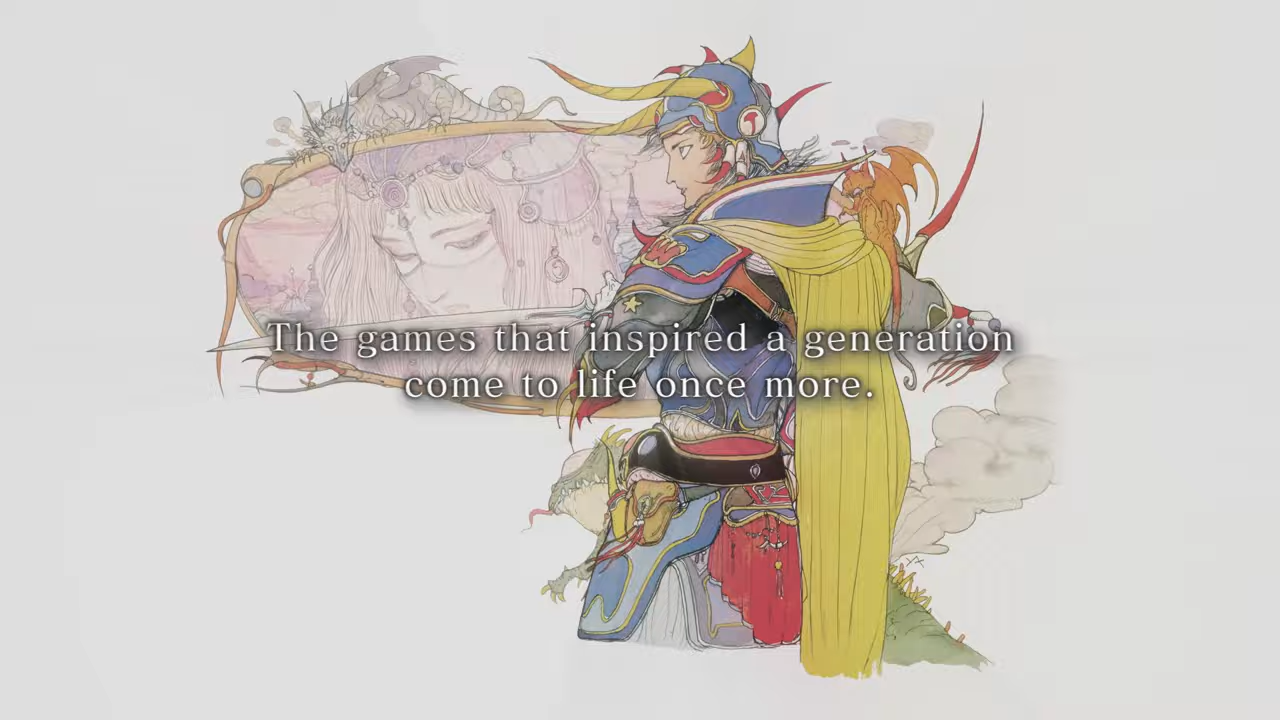 The games that inspired a generation
come to life once more.